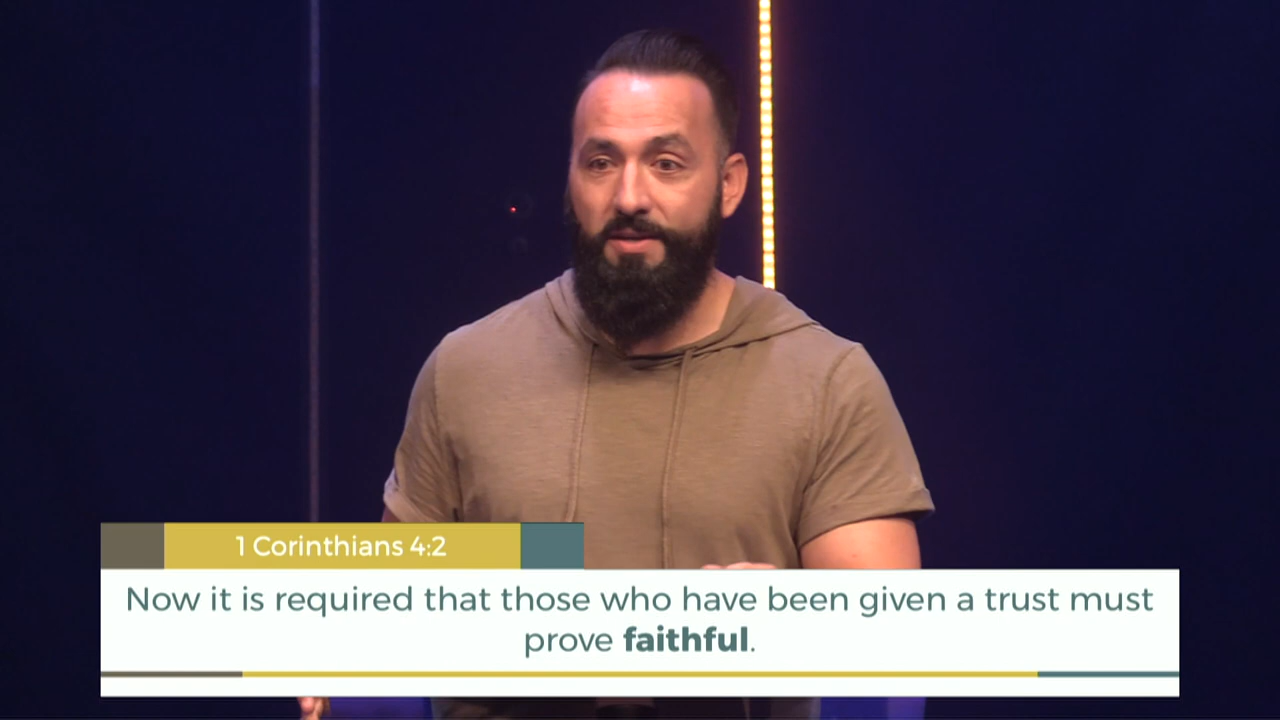 1 Corinthians 4:2
Now it is required that those who have been given a trust must
prove faithful.